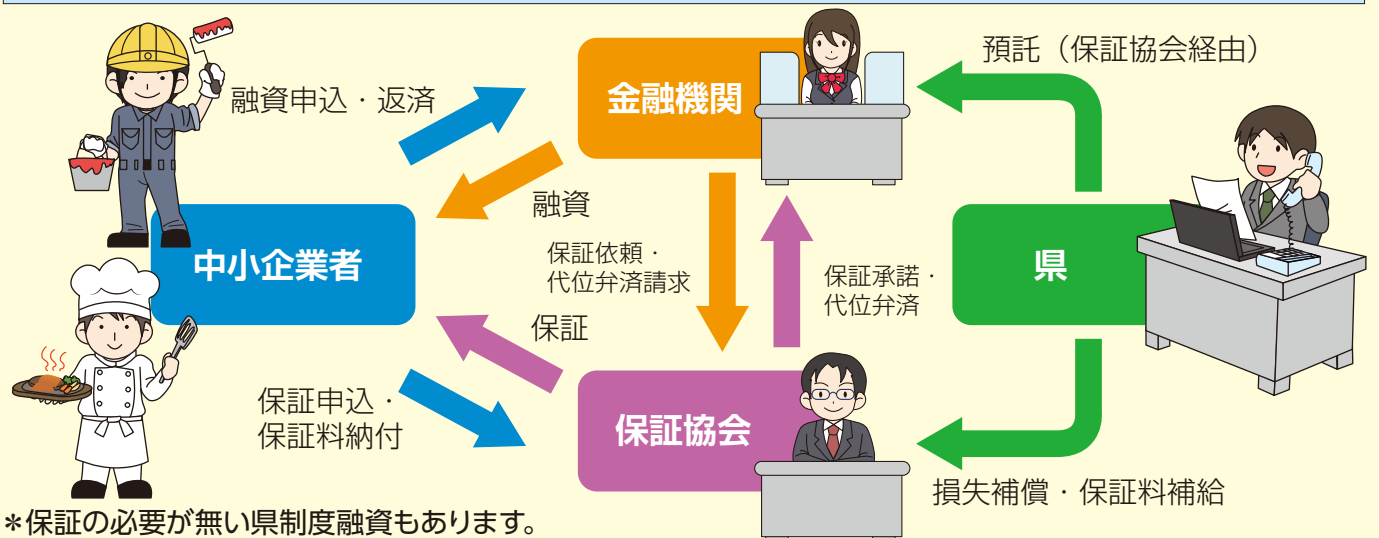 預託（保証協会経由）
金融機関
融資申込・返済
融資
保証依頼・
代位弁済請求
保証承諾・
代位弁済
中小企業者
県
保証
保証申込・
保証料納付
保証協会
損失補償・保証料補給
＊保証の必要が無い県制度融資もあります。